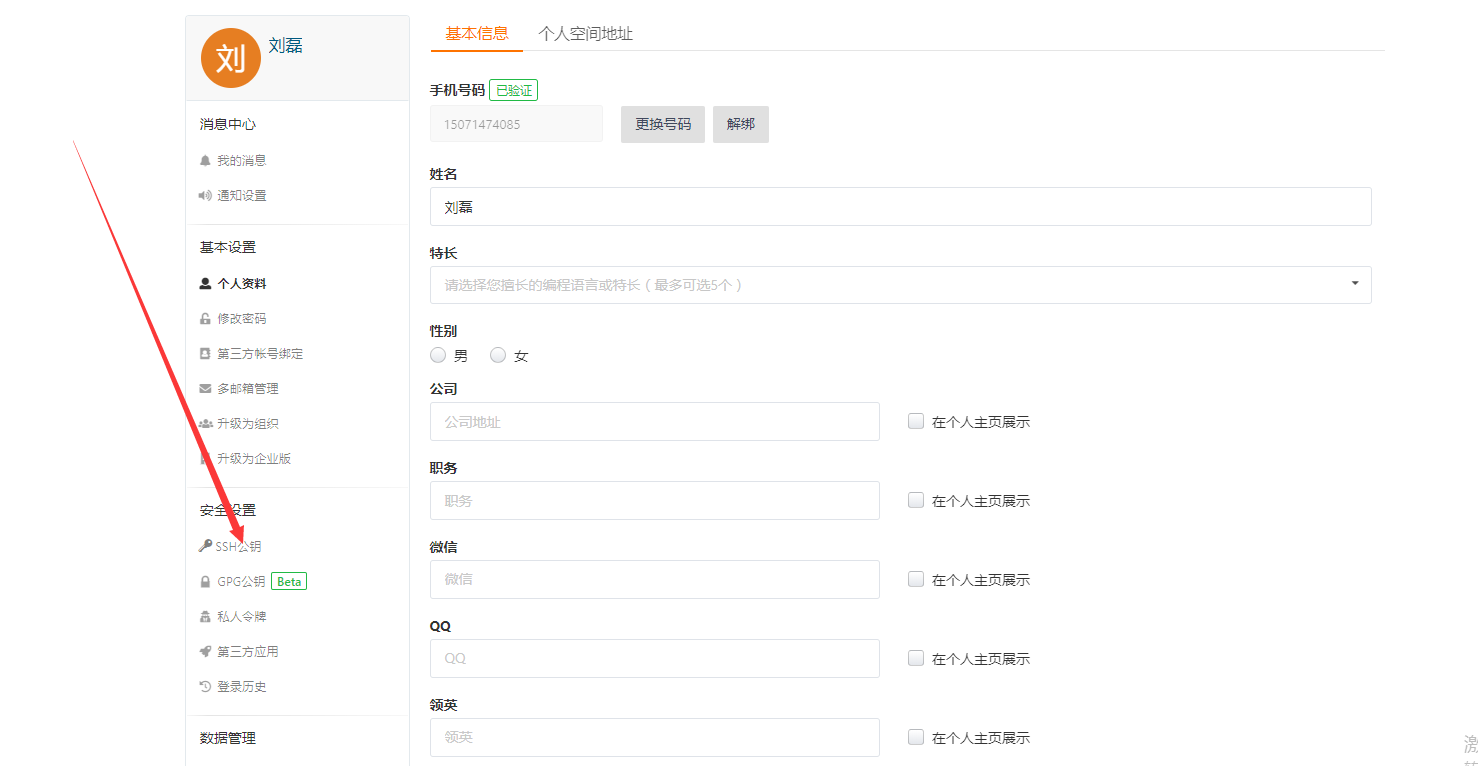 刘
刘磊
消息中心
我的消息
通知设置
基本设置
个人资料
修改密码
第三方帐号绑定
多邮箱管理
升级为组织
升级为企业版
安全设置
SSH公钥
GPG公钥 Beta
私人令牌
第三方应用
登录历史
数据管理
基本信息 个人空间地址
手机号码 已验证
15071474085 更换号码 解绑
姓名
刘磊
特长
请选择您擅长的编程语言或特长（最多可选5个）
性别
男 女
公司
公司地址 在个人主页展示
职务
职务 在个人主页展示
微信
微信 在个人主页展示
QQ
QQ 在个人主页展示
领英
领英 在个人主页展示